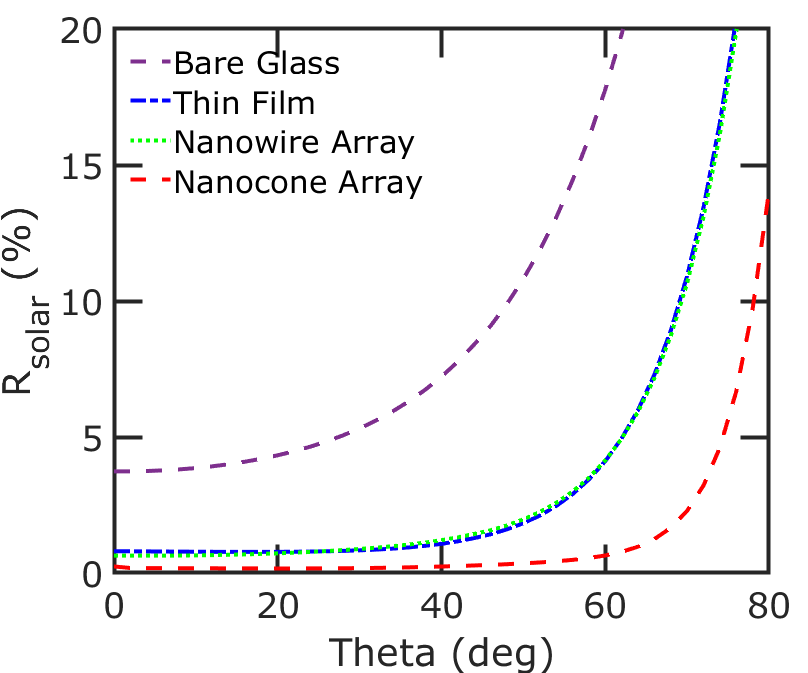 20
15
10
5
0
R_solar (%)
Bare Glass
Thin Film
Nanowire Array
Nanocone Array
0 20 40 60 80
Theta (deg)